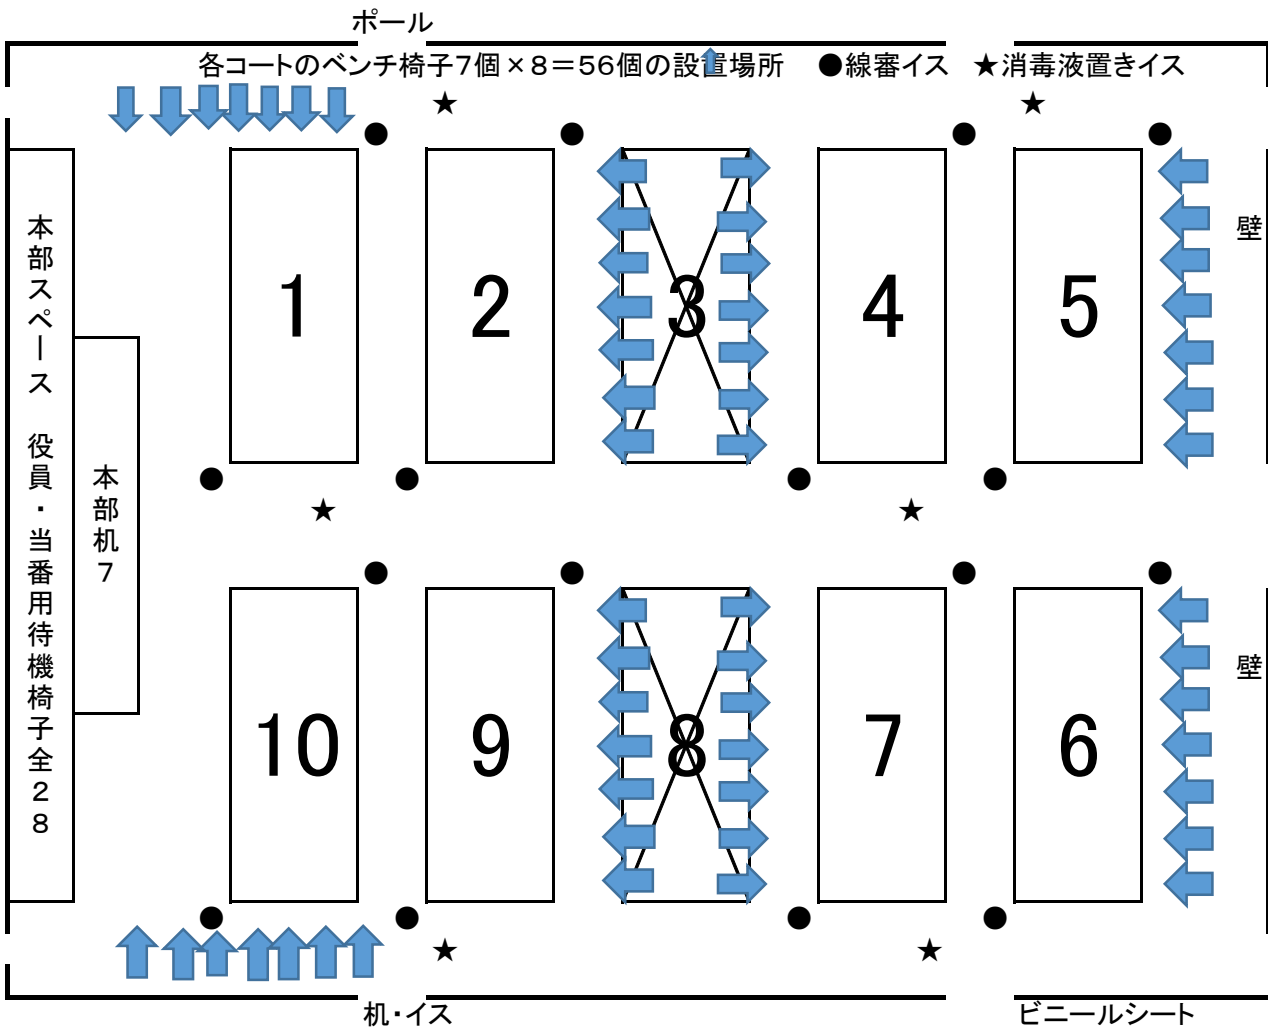 ポール
各コートのベンチ椅子7個×8=56個の設置場所　●線審イス　★消毒液置きイス
★
★
壁
本部スペース　役員・当番用待機椅子全28
1
2
3
4
5
本部机7
★
★
壁
10
9
8
7
6
★
★
机・イス
ビニールシート